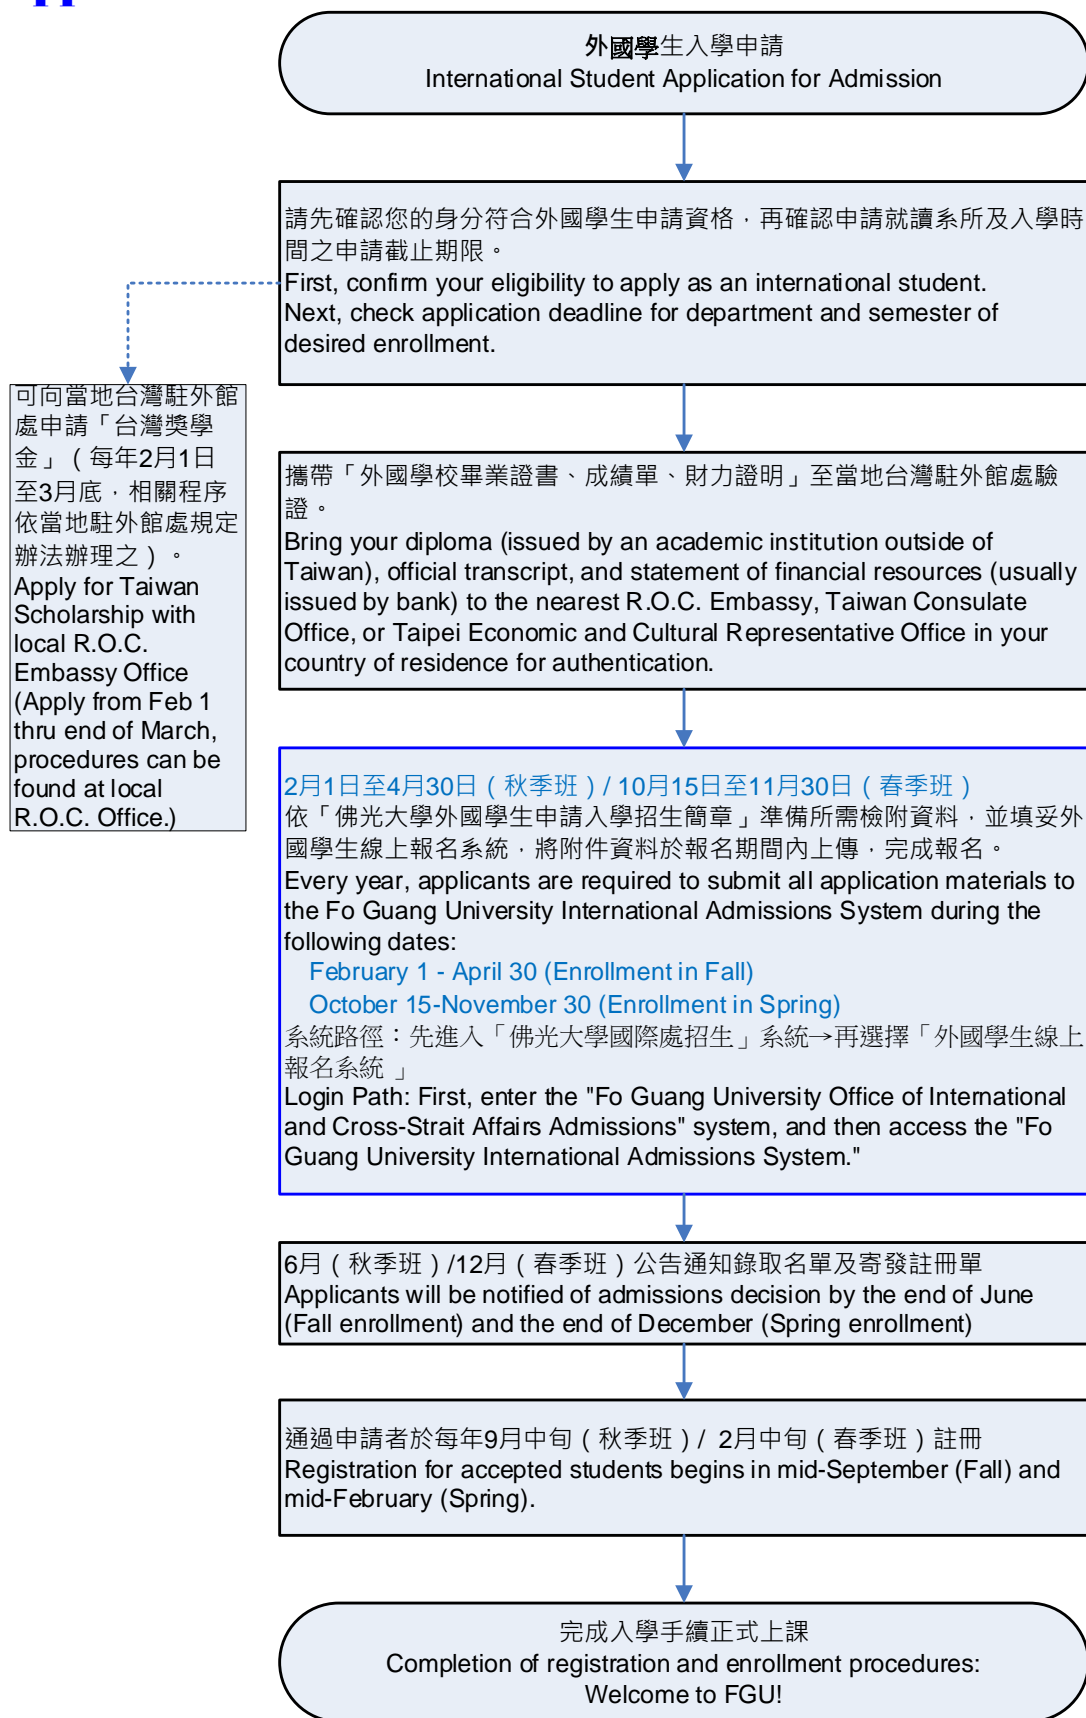 外國學生入學申請
International Student Application for Admission
請先確認您的身分符合外國學生申請資格，再確認申請就讀系所及入學時
間之申請截止期限。
First, confirm your eligibility to apply as an international student.
Next, check application deadline for department and semester of
desired enrollment.
可向當地台灣駐外館
處申請「台灣獎學
金」（每年2月1日
至3月底，相關程序
依當地駐外館處規定
辦法辦理之）。
Apply for Taiwan
Scholarship with
local R.O.C.
Embassy Office
(Apply from Feb 1
thru end of March,
procedures can be
found at local
R.O.C. Office.)
攜帶「外國學校畢業證書、成績單、財力證明」至當地台灣駐外館處驗
證。
Bring your diploma (issued by an academic institution outside of
Taiwan), official transcript, and statement of financial resources (usually
issued by bank) to the nearest R.O.C. Embassy, Taiwan Consulate
Office, or Taipei Economic and Cultural Representative Office in your
country of residence for authentication.
2月1日至4月30日（秋季班）/ 10月15日至11月30日（春季班）
依「佛光大學外國學生申請入學招生簡章」準備所需檢附資料，並填妥外
國學生線上報名系統，將附件資料於報名期間內上傳，完成報名。
Every year, applicants are required to submit all application materials to
the Fo Guang University International Admissions System during the
following dates:
February 1 - April 30 (Enrollment in Fall)
October 15-November 30 (Enrollment in Spring)
系統路徑：先進入「佛光大學國際處招生」系統→再選擇「外國學生線上
報名系統 」
Login Path: First, enter the "Fo Guang University Office of International
and Cross-Strait Affairs Admissions" system, and then access the "Fo
Guang University International Admissions System."
6月（秋季班）/12月（春季班）公告通知錄取名單及寄發註冊單
Applicants will be notified of admissions decision by the end of June
(Fall enrollment) and the end of December (Spring enrollment)
通過申請者於每年9月中旬（秋季班）/ 2月中旬（春季班）註冊
Registration for accepted students begins in mid-September (Fall) and
mid-February (Spring).
完成入學手續正式上課
Completion of registration and enrollment procedures:
Welcome to FGU!